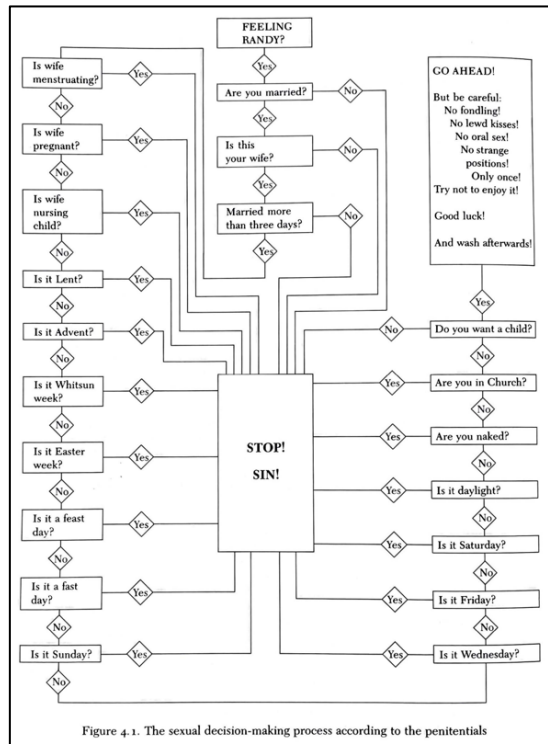 FEELING
RANDY?
Yes
Are you married?
No
Yes
Is this
your wife?
No
Yes
Married more
than three days?
No
Yes
Is wife
menstruating?
Yes
No
Is wife
pregnant?
Yes
No
Is wife
nursing
child?
Yes
No
Is it Lent?
Yes
No
Is it Advent?
Yes
No
Is it Whitsun
week?
Yes
No
Is it Easter
week?
Yes
No
Is it a feast
day?
Yes
No
Is it a fast
day?
Yes
No
Is it Sunday?
Yes
No
STOP!
SIN!
GO AHEAD!
But be careful:
No fondling!
No lewd kisses!
No oral sex!
No strange
positions!
Only once!
Try not to enjoy it!
Good luck!
And wash afterwards!
Yes
No
Do you want a child?
No
Yes
Are you in Church?
No
Yes
Are you naked?
No
Yes
Is it daylight?
No
Yes
Is it Saturday?
No
Yes
Is it Friday?
No
Yes
Is it Wednesday?
Figure 4.1. The sexual decision-making process according to the penitentials